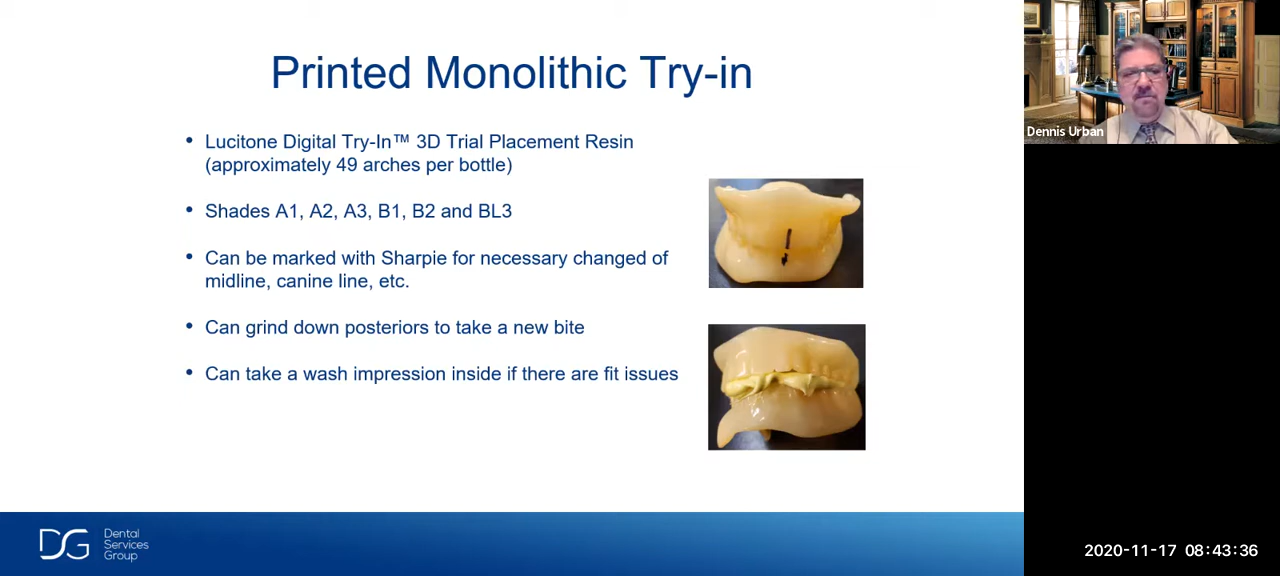 Printed Monolithic Try-in
• Lucitone Digital Try-In™ 3D Trial Placement Resin
(approximately 49 arches per bottle)
• Shades A1, A2, A3, B1, B2 and BL3
• Can be marked with Sharpie for necessary changed of
midline, canine line, etc.
• Can grind down posteriors to take a new bite
• Can take a wash impression inside if there are fit issues
DSG
Dental
Services
Group
Dennis Urban
2020-11-17 08:43:36